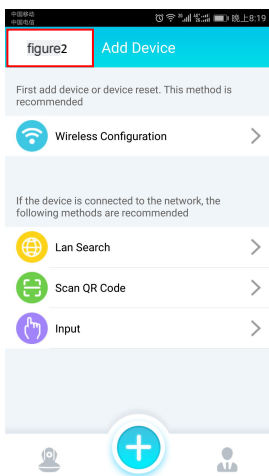 中国移动
中国电信
晚上8:19
figure2
Add Device
First add device or device reset. This method is
recommended
Wireless Configuration
If the device is connected to the network, the
following methods are recommended
Lan Search
Scan QR Code
Input